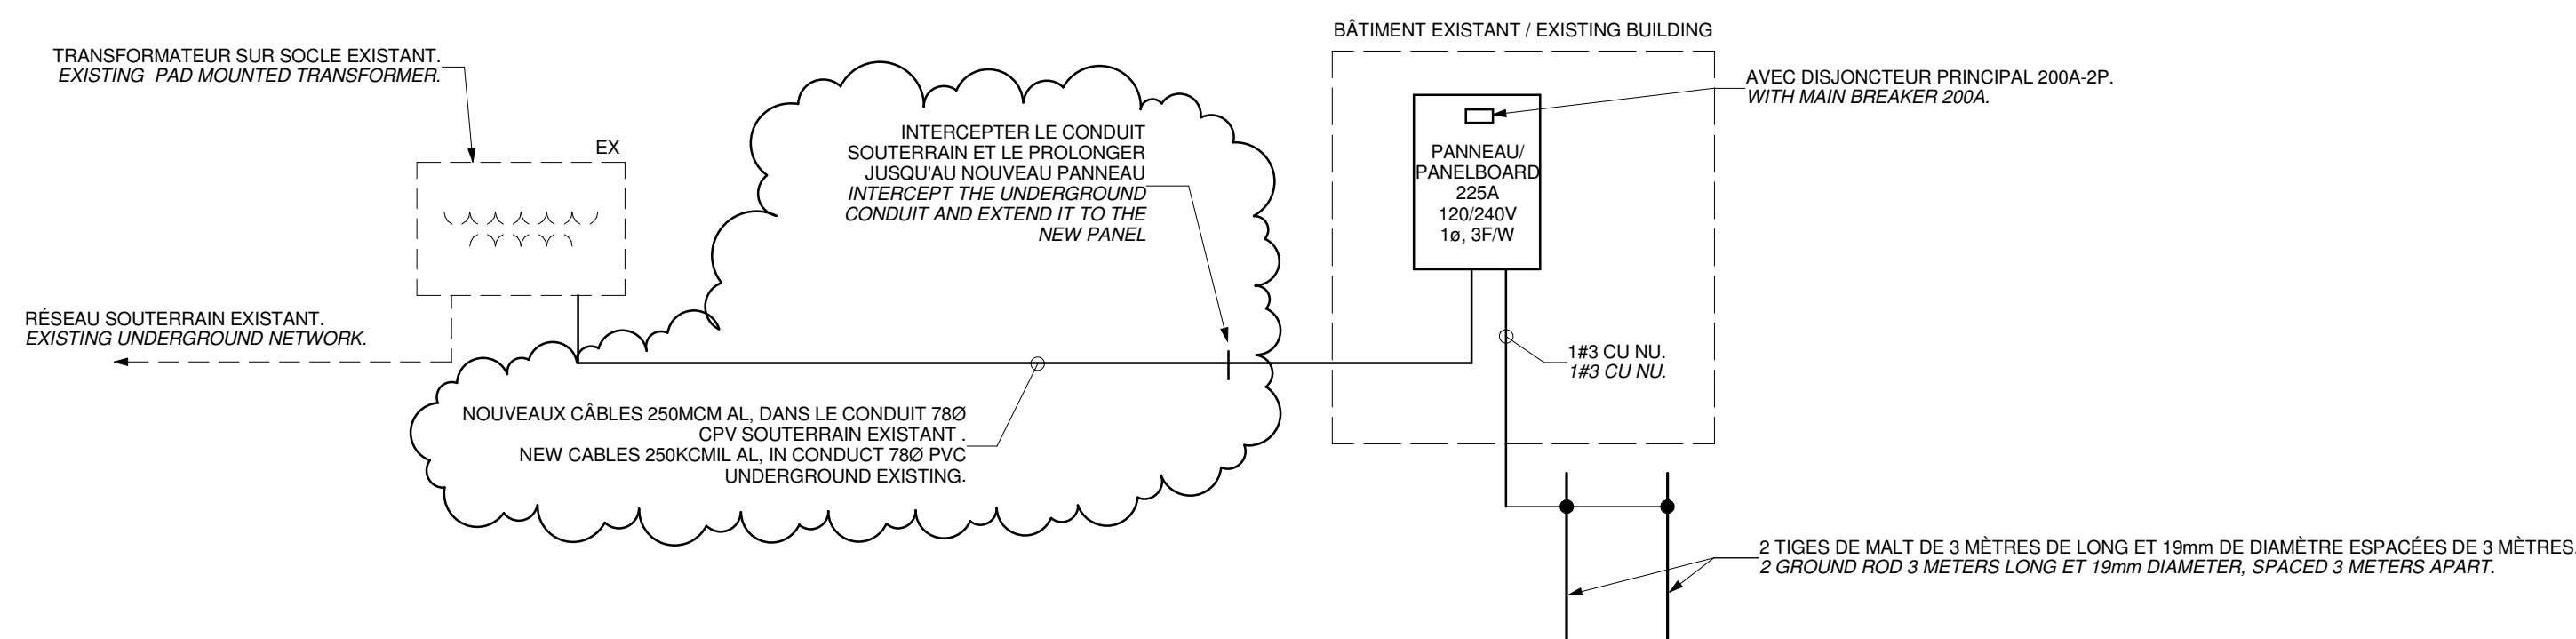 BÂTIMENT EXISTANT / EXISTING BUILDING
TRANSFORMATEUR SUR SOCLE EXISTANT.
EXISTING PAD MOUNTED TRANSFORMER.
AVEC DISJONCTEUR PRINCIPAL 200A-2P.
WITH MAIN BREAKER 200A.
EX
INTERCEPTER LE CONDUIT
SOUTERRAIN ET LE PROLONGER
JUSQU'AU NOUVEAU PANNEAU
INTERCEPT THE UNDERGROUND
CONDUIT AND EXTEND IT TO THE
NEW PANEL
PANNEAU/
PANELBOARD
225A
120/240V
1ø, 3F/W
RÉSEAU SOUTERRAIN EXISTANT.
EXISTING UNDERGROUND NETWORK.
1#3 CU NU.
1#3 CU NU.
NOUVEAUX CÂBLES 250MCM AL, DANS LE CONDUIT 78Ø
CPV SOUTERRAIN EXISTANT .
NEW CABLES 250KCMIL AL, IN CONDUCT 78Ø PVC
UNDERGROUND EXISTING.
2 TIGES DE MALT DE 3 MÈTRES DE LONG ET 19mm DE DIAMÈTRE ESPACÉES DE 3 MÈTRES.
2 GROUND ROD 3 METERS LONG ET 19mm DIAMETER, SPACED 3 METERS APART.